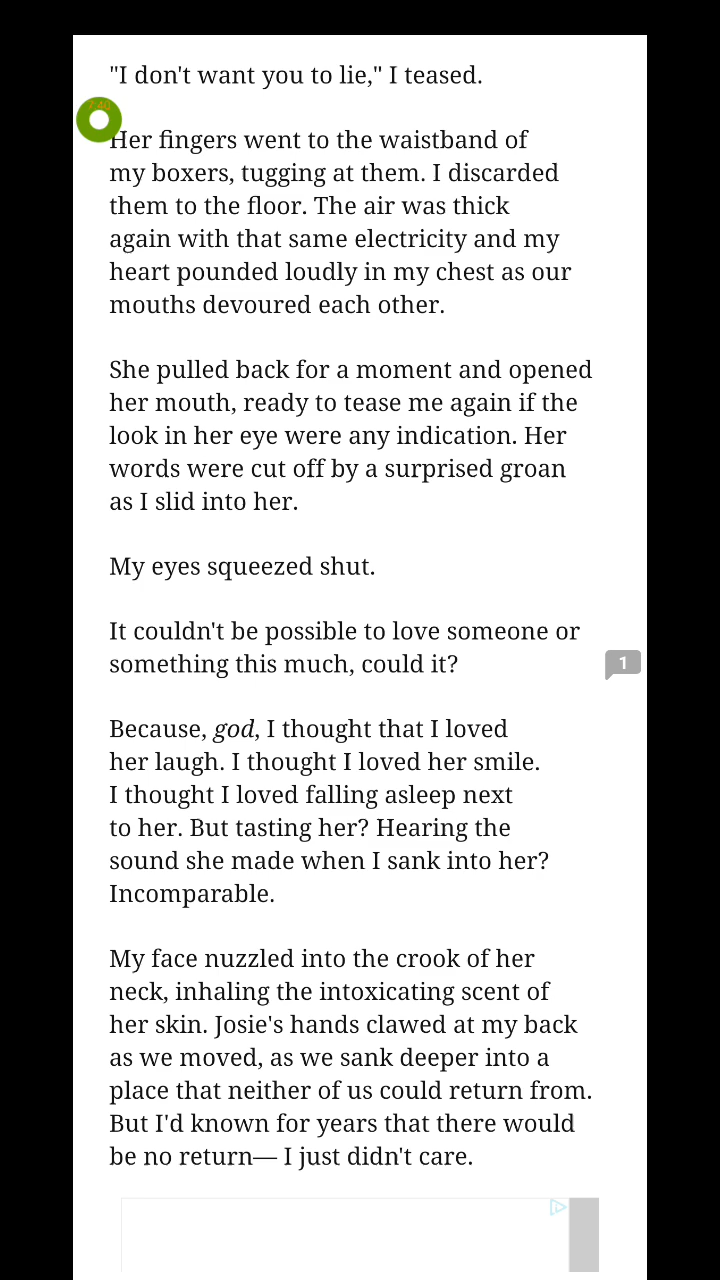 "I don't want you to lie," I teased.
Her fingers went to the waistband of
my boxers, tugging at them. I discarded
them to the floor. The air was thick
again with that same electricity and my
heart pounded loudly in my chest as our
mouths devoured each other.
She pulled back for a moment and opened
her mouth, ready to tease me again if the
look in her eye were any indication. Her
words were cut off by a surprised groan
as I slid into her.
My eyes squeezed shut.
It couldn't be possible to love someone or
something this much, could it?
1
Because, god, I thought that I loved
her laugh. I thought I loved her smile.
I thought I loved falling asleep next
to her. But tasting her? Hearing the
sound she made when I sank into her?
Incomparable.
My face nuzzled into the crook of her
neck, inhaling the intoxicating scent of
her skin. Josie's hands clawed at my back
as we moved, as we sank deeper into a
place that neither of us could return from.
But I'd known for years that there would
be no return— I just didn't care.